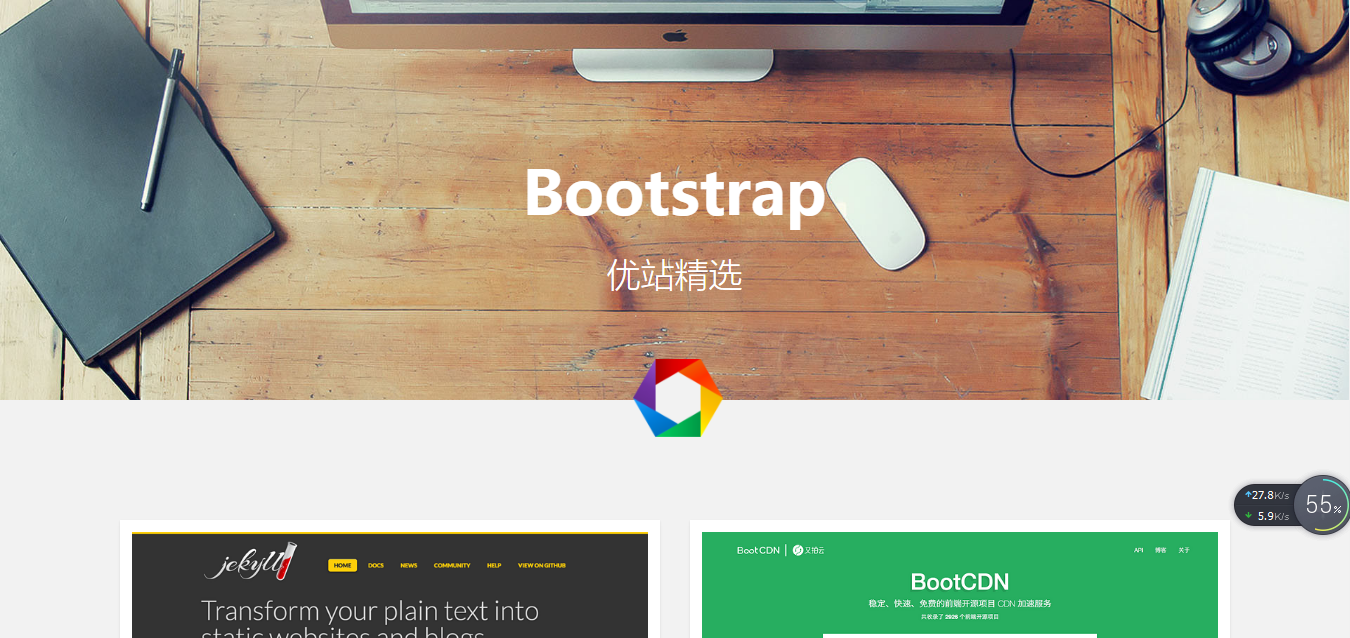 Bootstrap
优站精选
27.8K/s
5.9K/s
55%
jekyll
HOME DOCS NEWS COMMUNITY HELP VIEW ON GITHUB
Transform your plain text into
static websites and blogs
BootCDN 又拍云
API 博客 关于
BootCDN
稳定、快速、免费的前端开源项目 CDN 加速服务
共收录了 2926 个前端开源项目